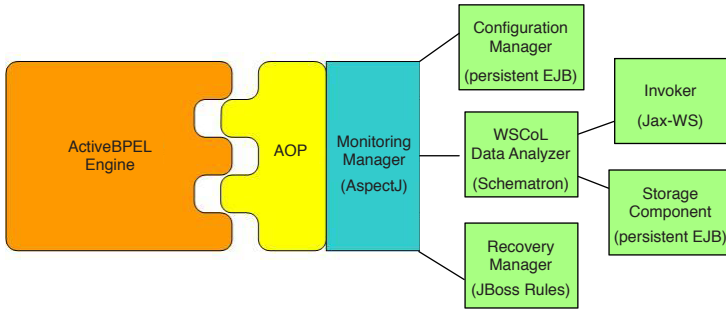 ActiveBPEL
Engine
AOP
Monitoring
Manager
(AspectJ)
Configuration
Manager
(persistent EJB)
WSCoL
Data Analyzer
(Schematron)
Recovery
Manager
(JBoss Rules)
Invoker
(Jax-WS)
Storage
Component
(persistent EJB)